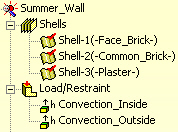 Summer_Wall
Shells
Shell-1(-Face_Brick-)
Shell-2(-Common_Brick-)
Shell-3(-Plaster-)
Load/Restraint
Convection_Inside
Convection_Outside